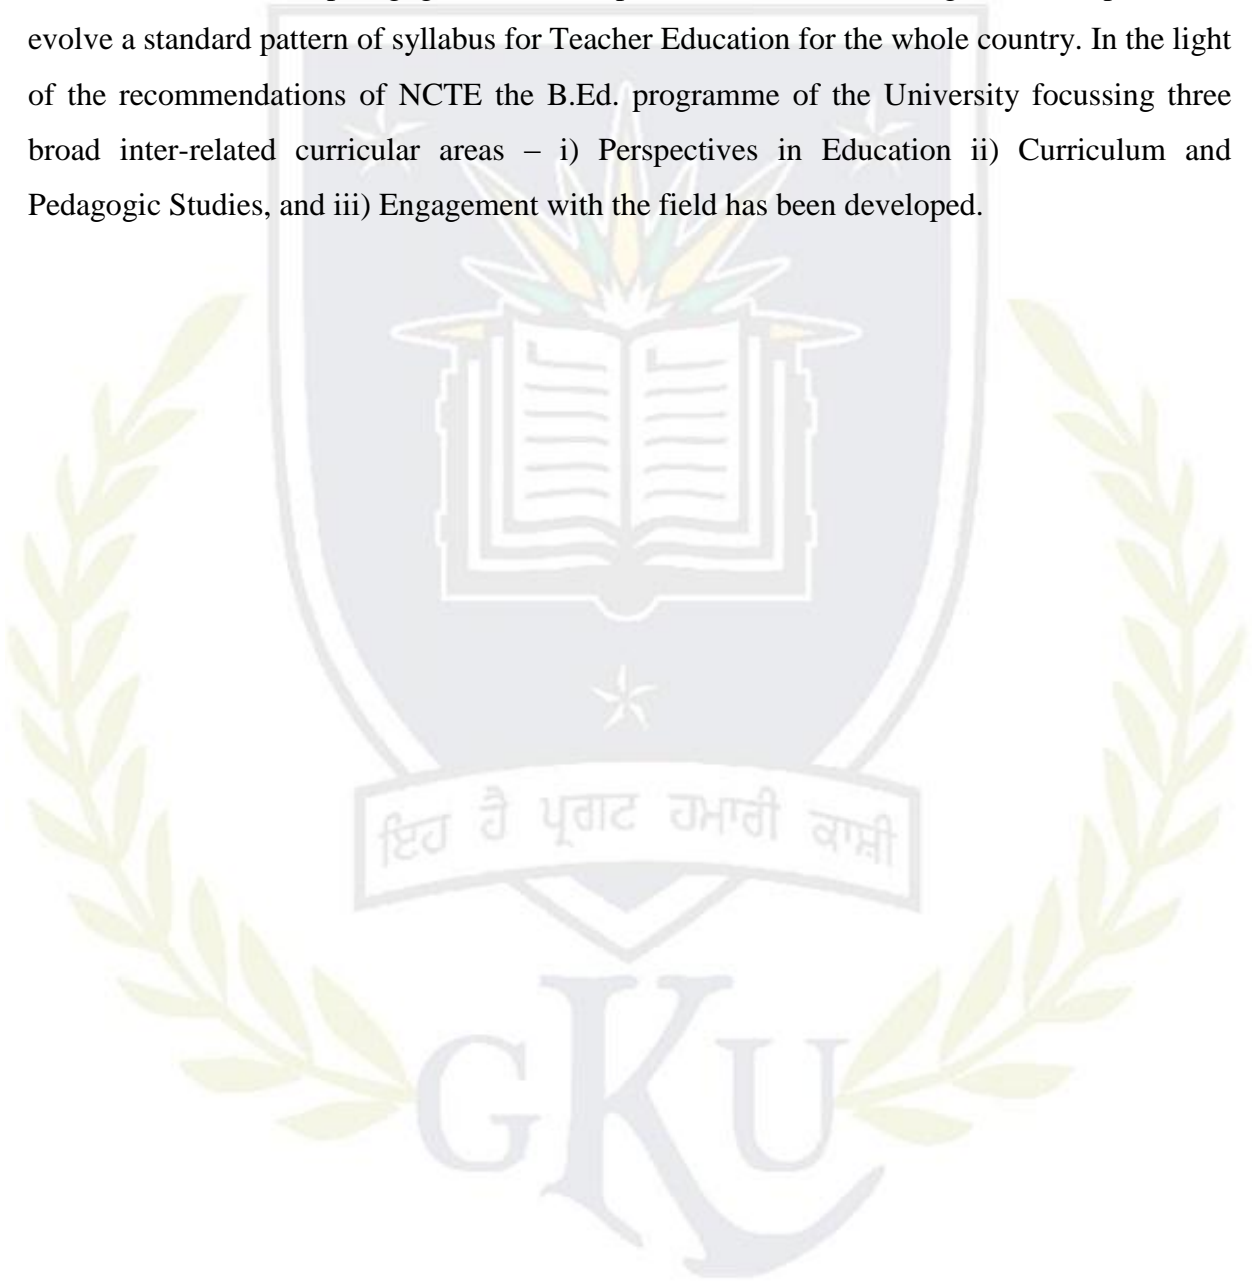 evolve a standard pattern of syllabus for Teacher Education for the whole country. In the light
of the recommendations of NCTE the B.Ed. programme of the University focussing three
broad inter-related curricular areas – i) Perspectives in Education ii) Curriculum and
Pedagogic Studies, and iii) Engagement with the field has been developed.
ਇਹ ਹੈ ਪ੍ਰਗਟ ਹਮਾਰੀ ਕਾਸ਼ੀ
GKU